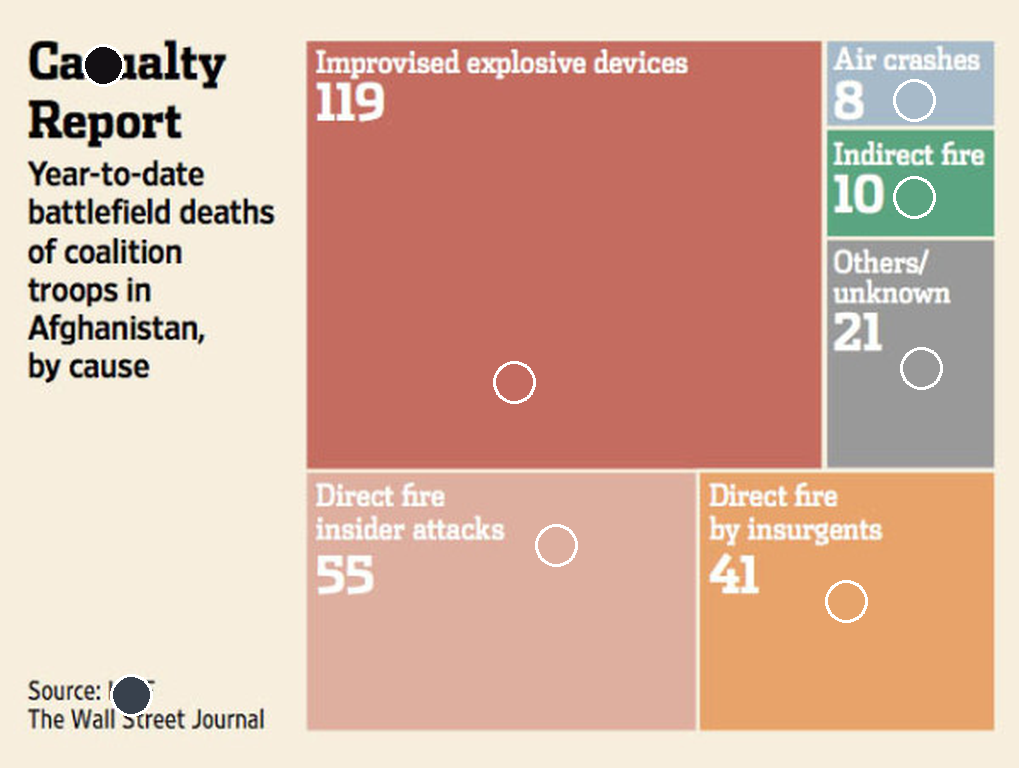 Casualty
Report
Year-to-date
battlefield deaths
of coalition
troops in
Afghanistan,
by cause
Improvised explosive devices
119
Air crashes
8
Indirect fire
10
Others/
unknown
21
Direct fire
insider attacks
55
Direct fire
by insurgents
41
Source:
The Wall Street Journal